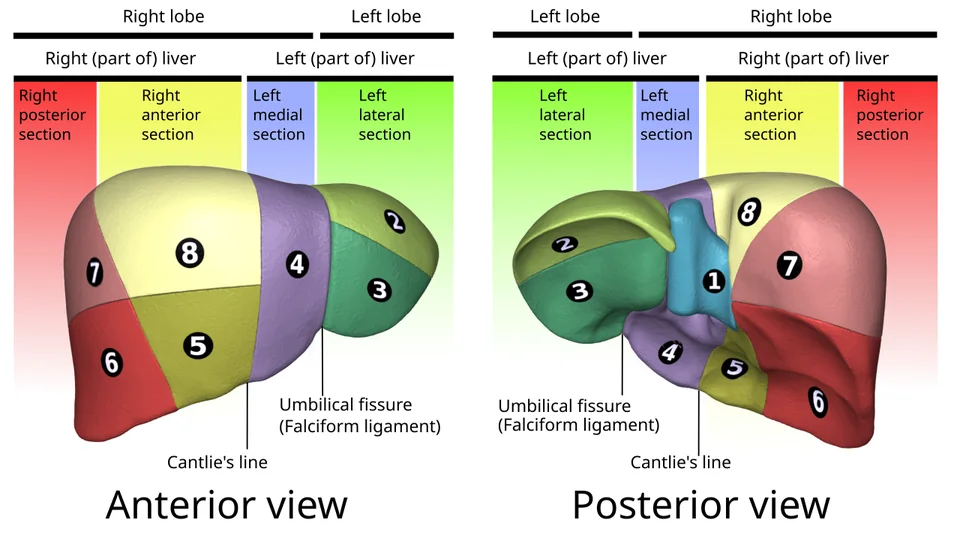 Right lobe
Left lobe
Right (part of) liver
Left (part of) liver
Right
posterior
section
Right
anterior
section
Left
medial
section
Left
lateral
section
2
8
4
7
3
5
6
Umbilical fissure
(Falciform ligament)
Cantlie's line
Anterior view
Left lobe
Right lobe
Left (part of) liver
Right (part of) liver
Left
lateral
section
Left
medial
section
Right
anterior
section
Right
posterior
section
8
2
7
1
3
4
5
6
Umbilical fissure
(Falciform ligament)
Cantlie's line
Posterior view